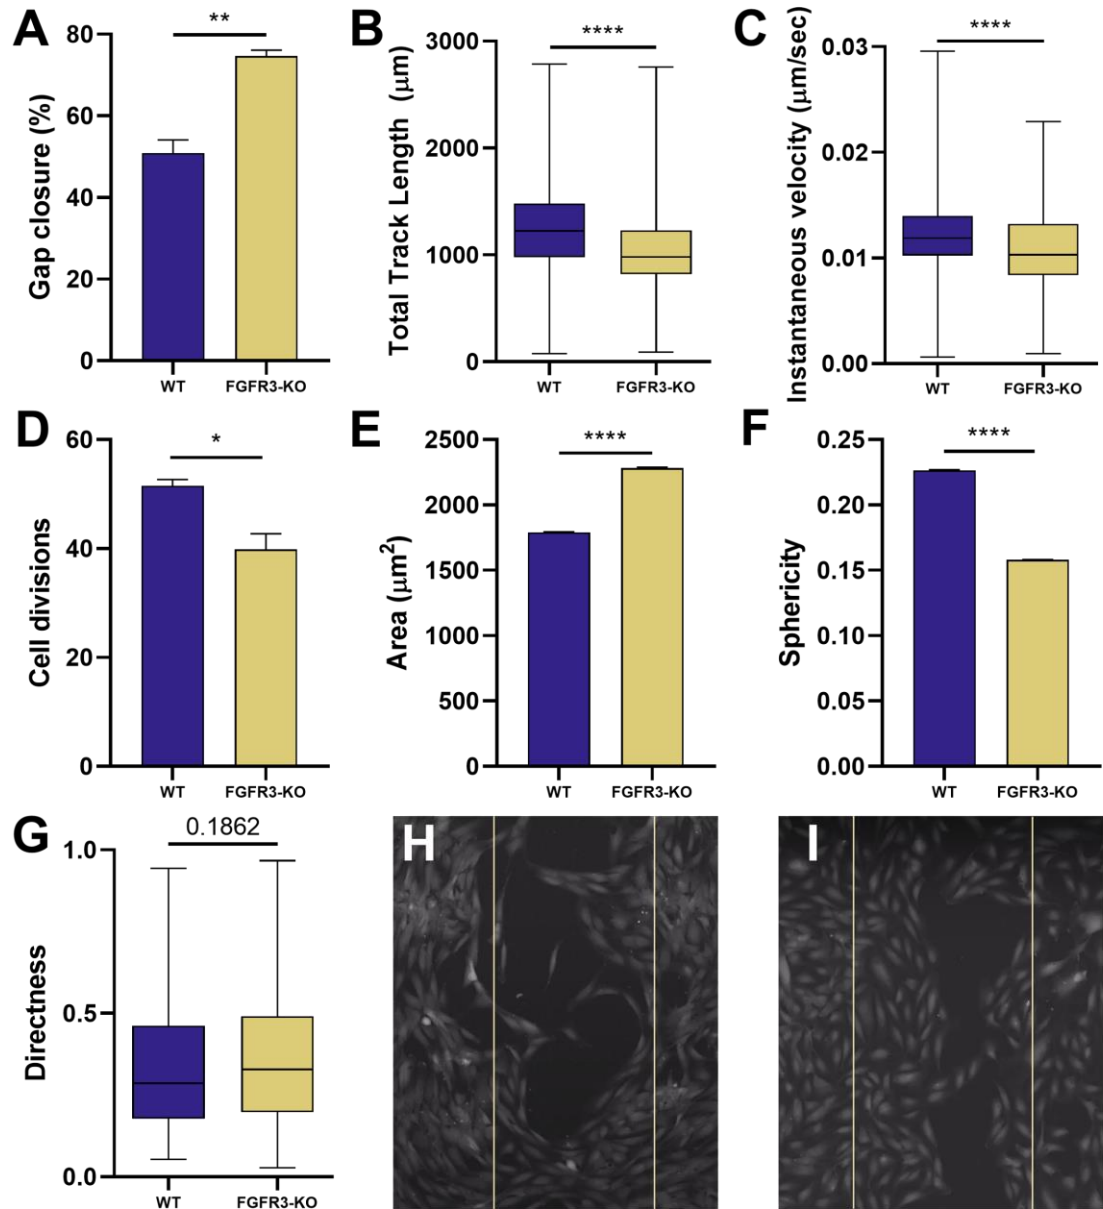 A
Gap closure (%)
80
60
40
20
0
**
WT
FGFR3-KO
B
Total Track Length (μm)
3000
2000
1000
0
****
WT
FGFR3-KO
C
Instantaneous velocity (μm/sec)
0.03
0.02
0.01
0.00
****
WT
FGFR3-KO
D
Cell divisions
60
40
20
0
*
WT
FGFR3-KO
E
Area (μm²)
2500
2000
1500
1000
500
0
****
WT
FGFR3-KO
F
Sphericity
0.25
0.20
0.15
0.10
0.05
0.00
****
WT
FGFR3-KO
G
Directness
1.0
0.5
0.0
0.1862
WT
FGFR3-KO
H
I